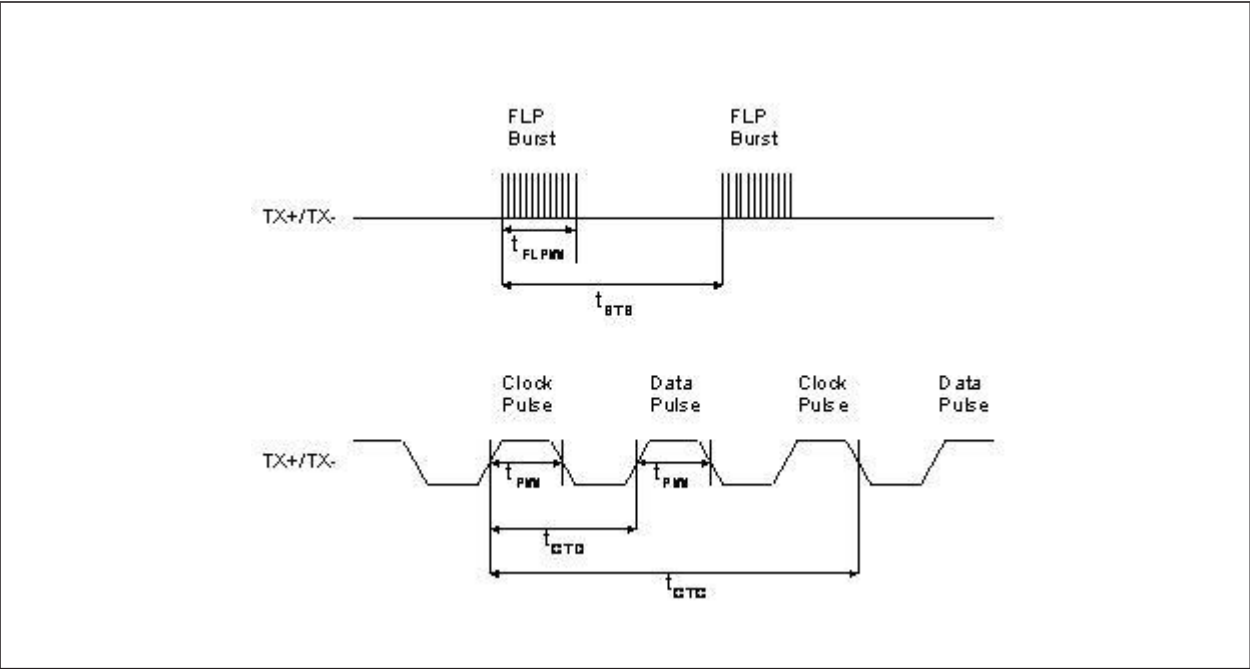 FLP
Burst
FLP
Burst
TX+/TX-
tFLPW
tBTB
Clock
Pulse
Data
Pulse
Clock
Pulse
Data
Pulse
TX+/TX-
tPW
tPW
tCTD
tCTC